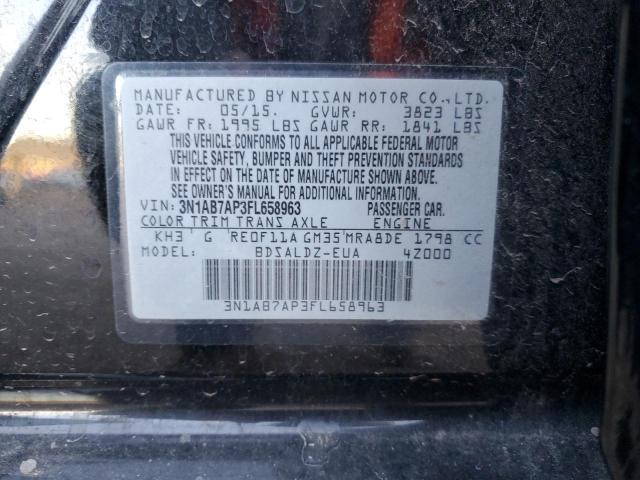 MANUFACTURED BY NISSAN MOTOR CO.,LTD.
DATE: 05/15. GVWR: 3823 LBS
GAWR FR: 1995 LBS GAWR RR: 1841 LBS
THIS VEHICLE CONFORMS TO ALL APPLICABLE FEDERAL MOTOR
VEHICLE SAFETY, BUMPER AND THEFT PREVENTION STANDARDS
IN EFFECT ON THE DATE OF MANUFACTURE SHOWN ABOVE.
SEE OWNER'S MANUAL FOR ADDITIONAL INFORMATION.
VIN: 3N1AB7AP3FL658963 PASSENGER CAR.
COLOR TRIM TRANS AXLE ENGINE
KH3 G RE0F11A GM35 MRA8DE 1798 CC
MODEL: BDSALDZ-EUA 4Z000
3N1AB7AP3FL658963